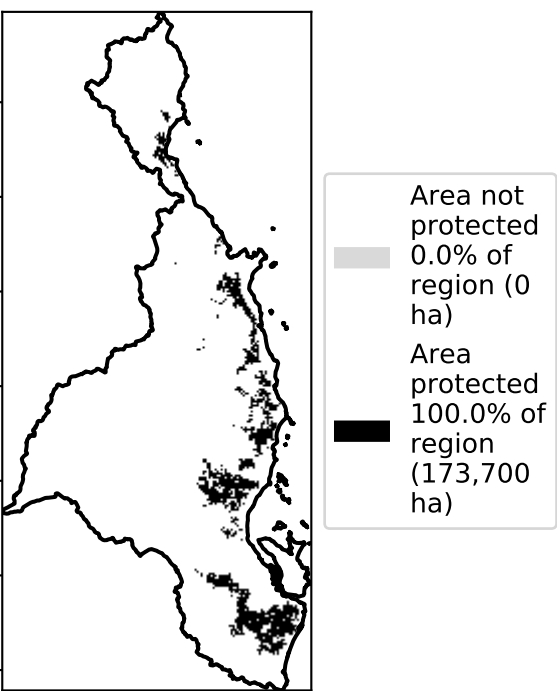 Area not
protected
0.0% of
region (0
ha)
Area
protected
100.0% of
region
(173,700
ha)